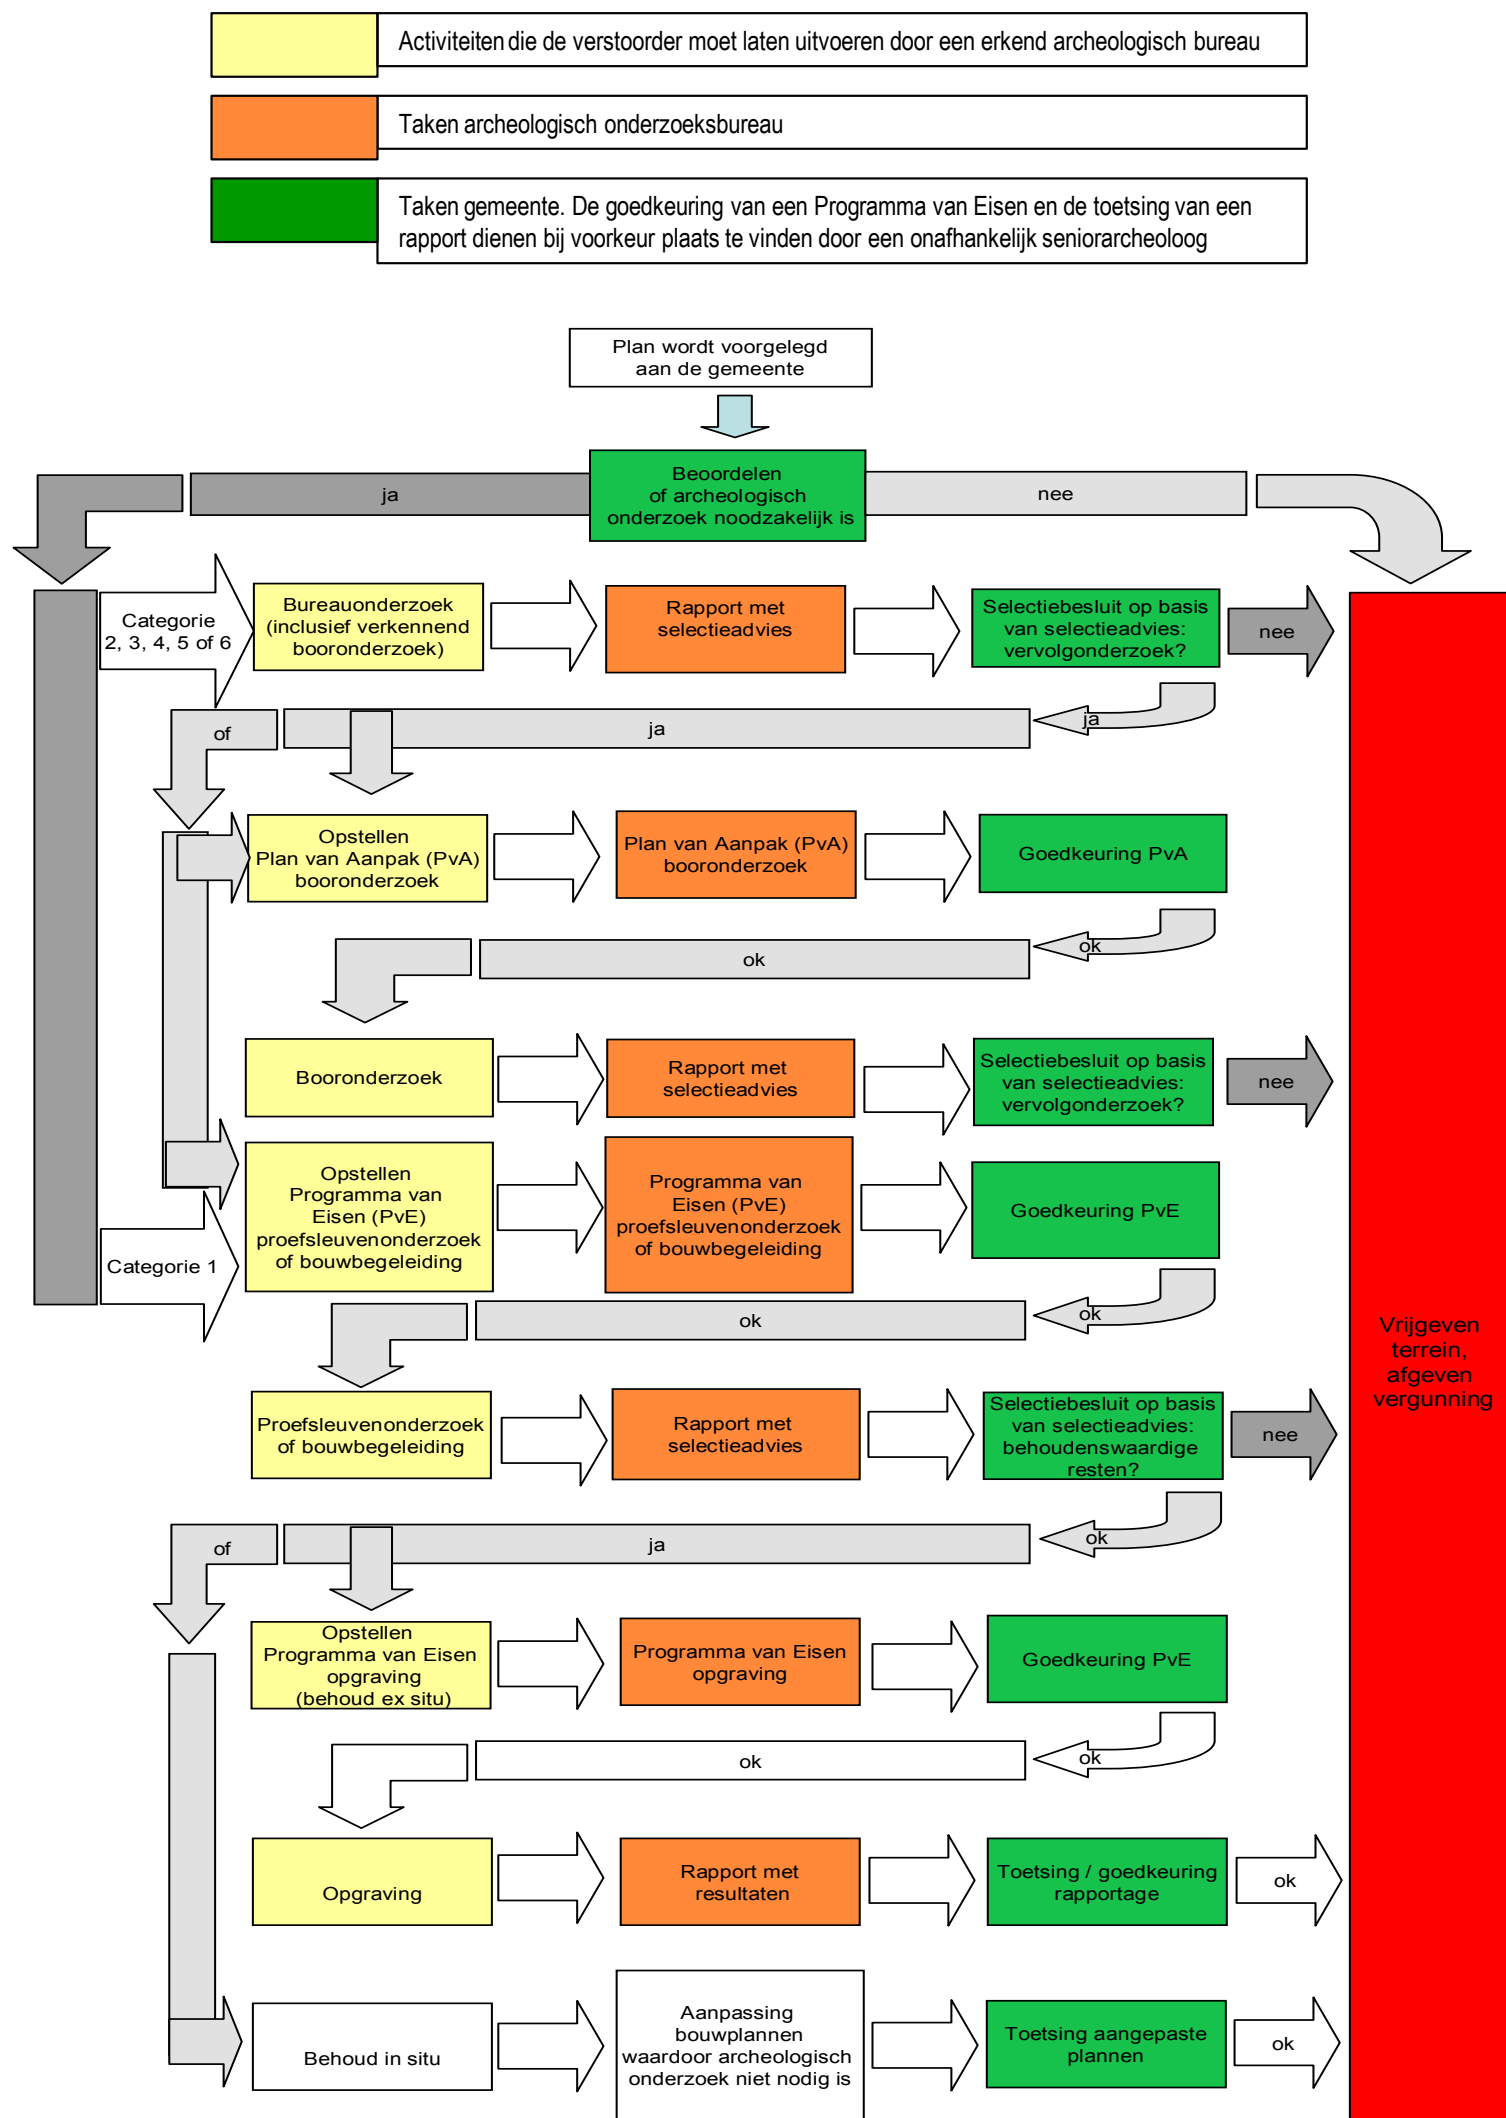 Activiteiten die de verstoorder moet laten uitvoeren door een erkend archeologisch bureau
Taken archeologisch onderzoeksbureau
Taken gemeente. De goedkeuring van een Programma van Eisen en de toetsing van een
rapport dienen bij voorkeur plaats te vinden door een onafhankelijk seniorarcheoloog
Plan wordt voorgelegd
aan de gemeente
ja
Beoordelen
of archeologisch
onderzoek noodzakelijk is
nee
Categorie
2, 3, 4, 5 of 6
Bureauonderzoek
(inclusief verkennend
booronderzoek)
Rapport met
selectieadvies
Selectiebesluit op basis
van selectieadvies:
vervolgonderzoek?
nee
of
ja
ja
Opstellen
Plan van Aanpak (PvA)
booronderzoek
Plan van Aanpak (PvA)
booronderzoek
Goedkeuring PvA
ok
ok
Booronderzoek
Rapport met
selectieadvies
Selectiebesluit op basis
van selectieadvies:
vervolgonderzoek?
nee
Categorie 1
Opstellen
Programma van
Eisen (PvE)
proefsleuvenonderzoek
of bouwbegeleiding
Programma van
Eisen (PvE)
proefsleuvenonderzoek
of bouwbegeleiding
Goedkeuring PvE
ok
ok
Vrijgeven
terrein,
afgeven
vergunning
Proefsleuvenonderzoek
of bouwbegeleiding
Rapport met
selectieadvies
Selectiebesluit op basis
van selectieadvies:
behoudenswaardige
resten?
nee
of
ja
ok
Opstellen
Programma van Eisen
opgraving
(behoud ex situ)
Programma van Eisen
opgraving
Goedkeuring PvE
ok
ok
Opgraving
Rapport met
resultaten
Toetsing / goedkeuring
rapportage
ok
Behoud in situ
Aanpassing
bouwplannen
waardoor archeologisch
onderzoek niet nodig is
Toetsing aangepaste
plannen
ok